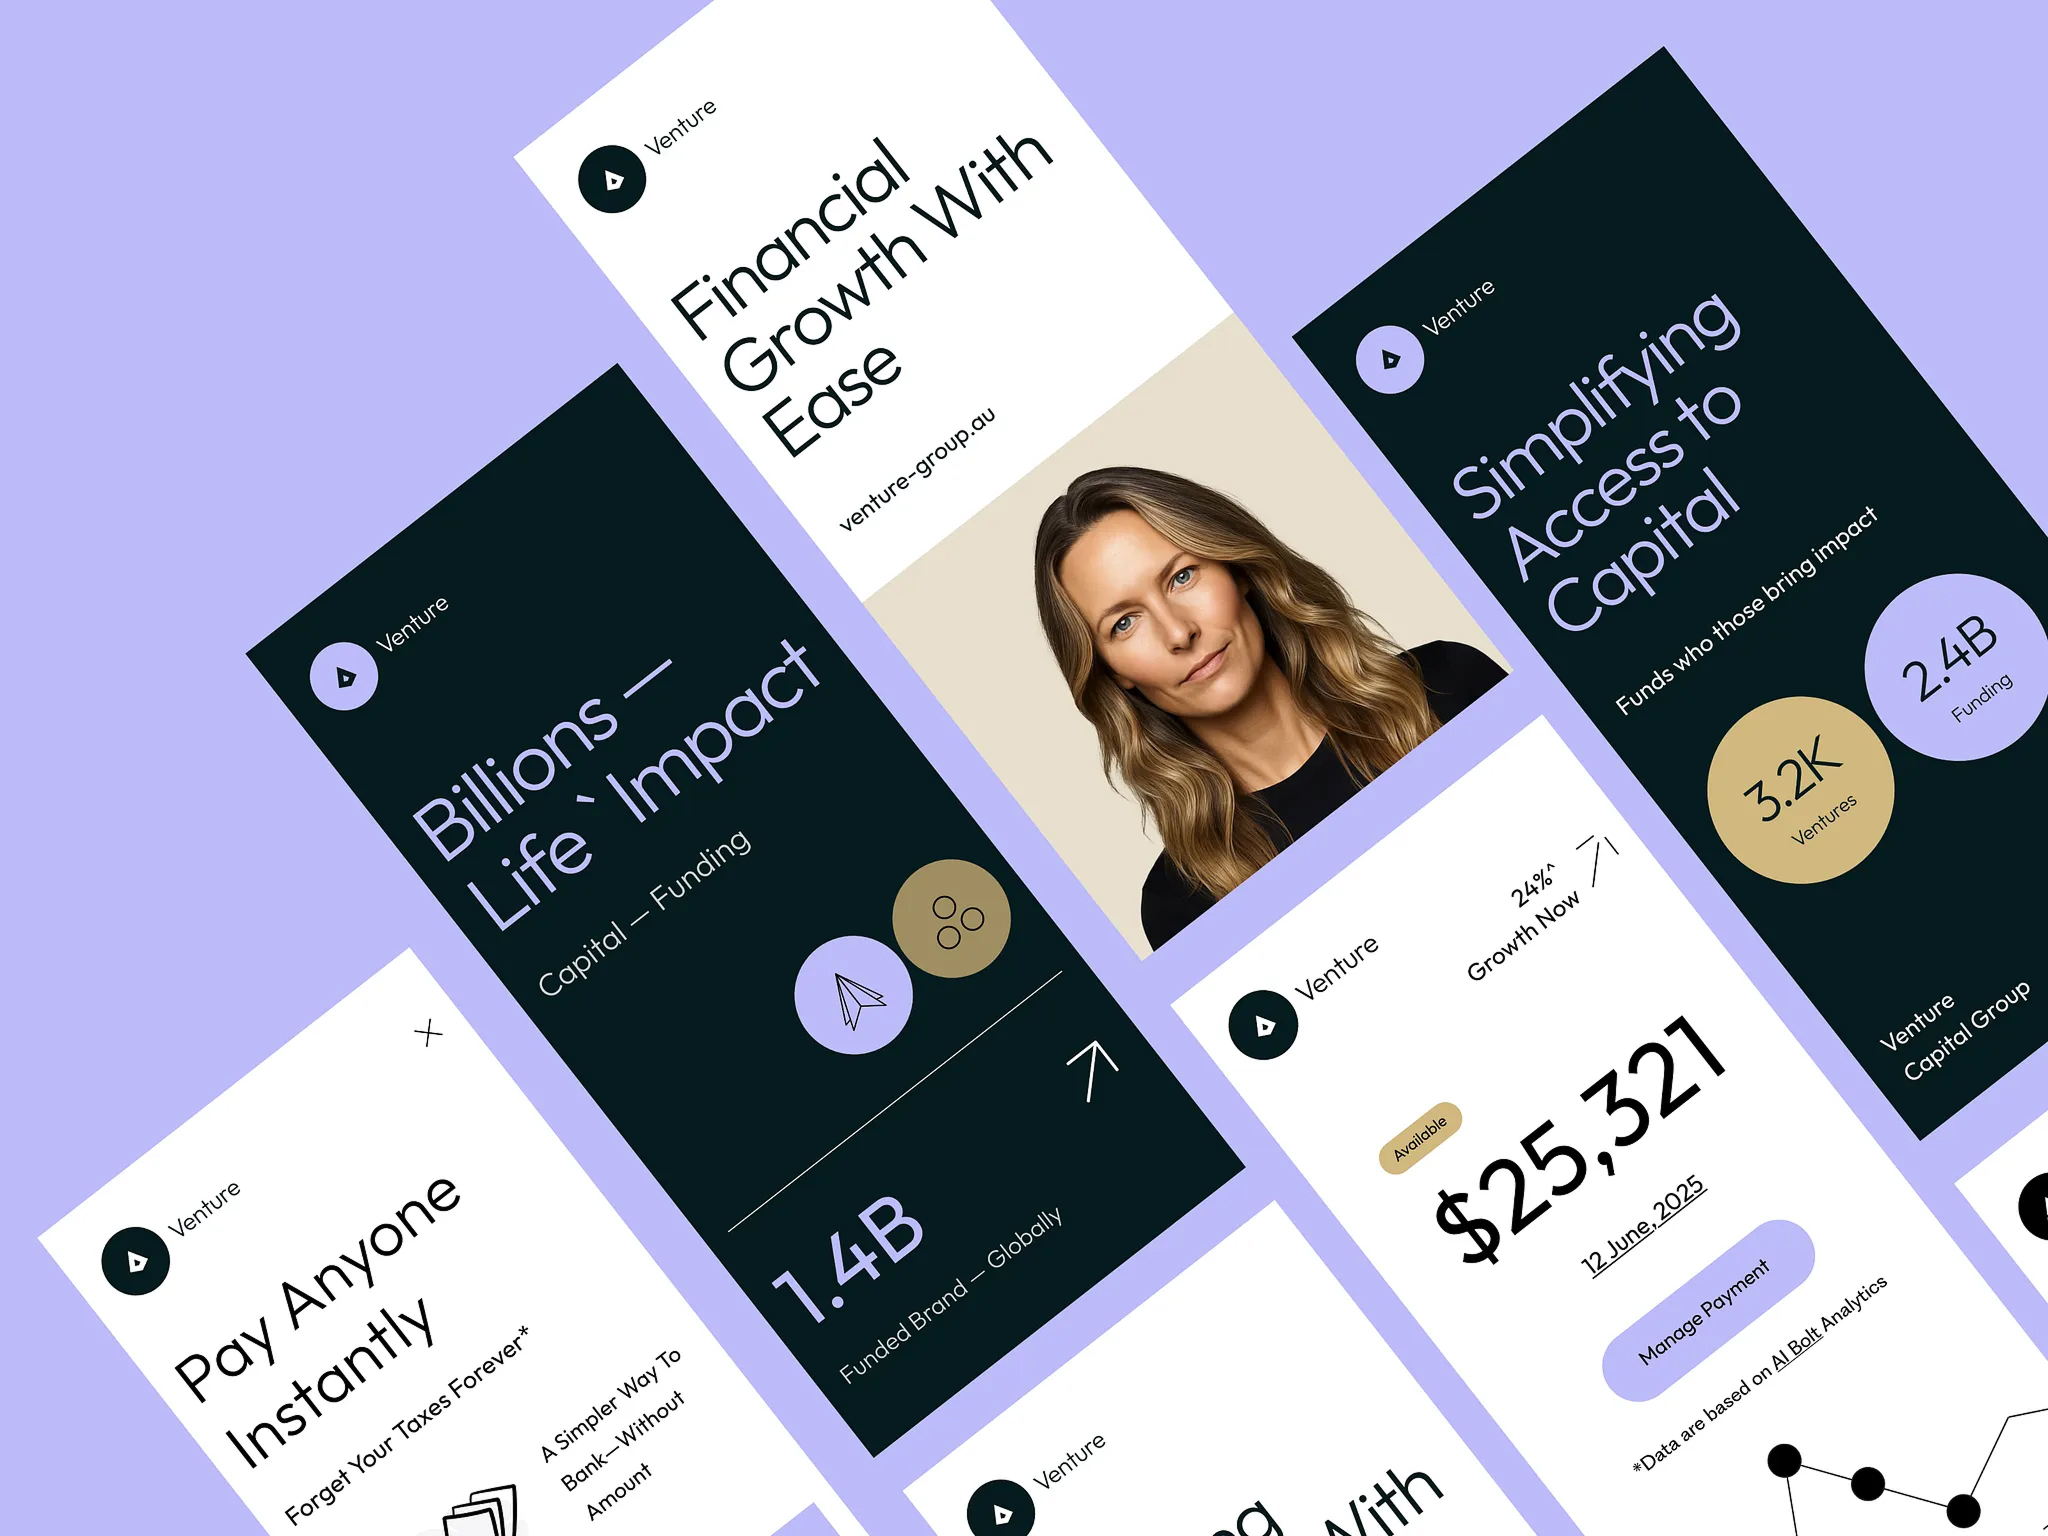 Venture
Financial
Growth With
Ease
venture-group.au
Venture
Simplifying
Access to
Capital
Funds who those bring impact
2.4B
Funding
3.2K
Ventures
Venture
Capital Group
Venture
Billions —
Life ` Impact
Capital — Funding
1.4B
Funded Brand — Globally
Venture
24%^
Growth Now
Available
$25,321
12 June, 2025
Manage Payment
*Data are based on AI Bolt Analytics
Venture
Pay Anyone
Instantly
Forget Your Taxes Forever*
A Simpler Way To
Bank—Without
Amount
Venture
With